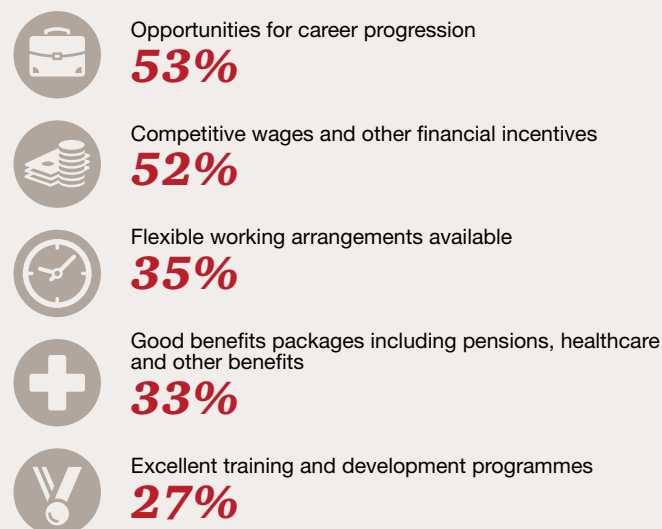 Opportunities for career progression
53%
Competitive wages and other financial incentives
52%
Flexible working arrangements available
35%
Good benefits packages including pensions, healthcare
and other benefits
33%
Excellent training and development programmes
27%